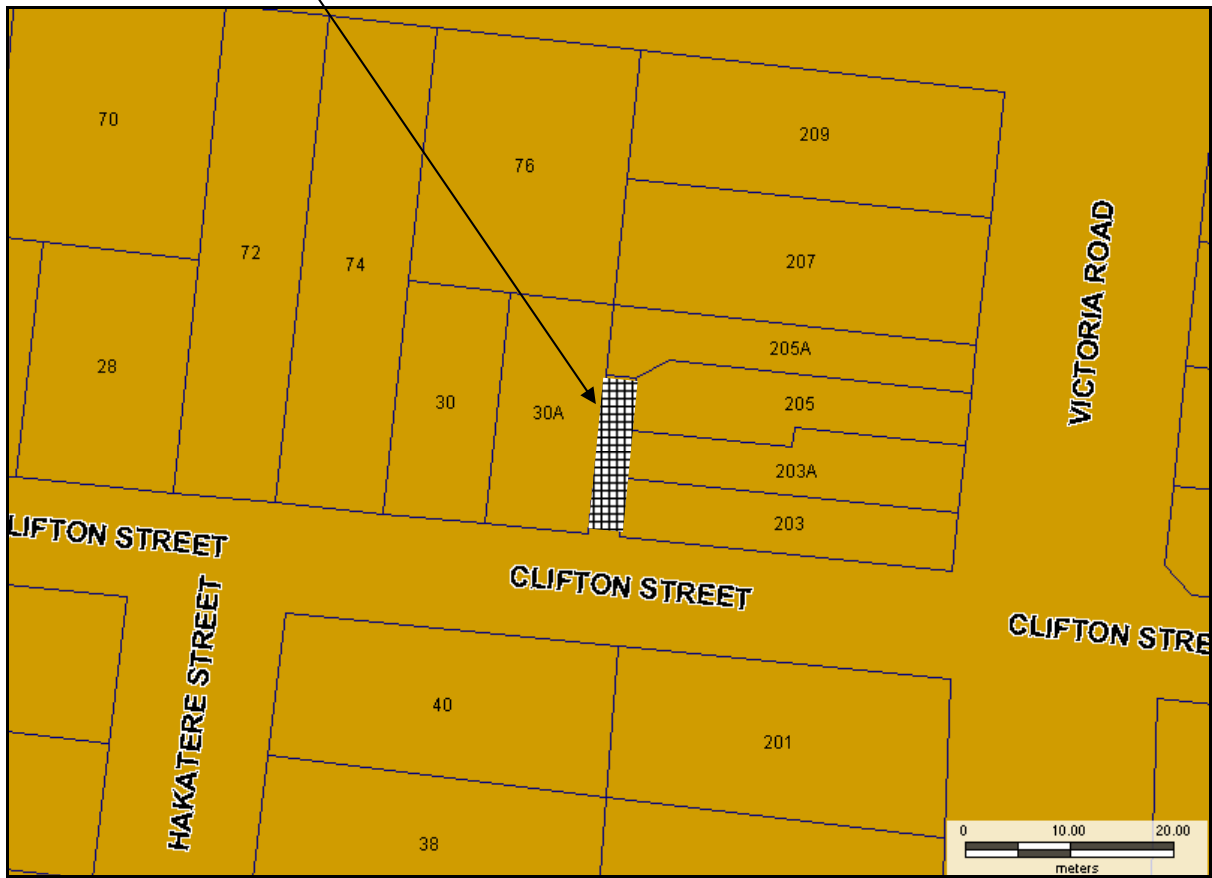 70
209
76
72
74
207
205A
28
30
30A
205
203A
203
VICTORIA ROAD
LIFTON STREET
CLIFTON STREET
CLIFTON STRE
HAKATERE STREET
40
201
38
0 10.00 20.00
meters